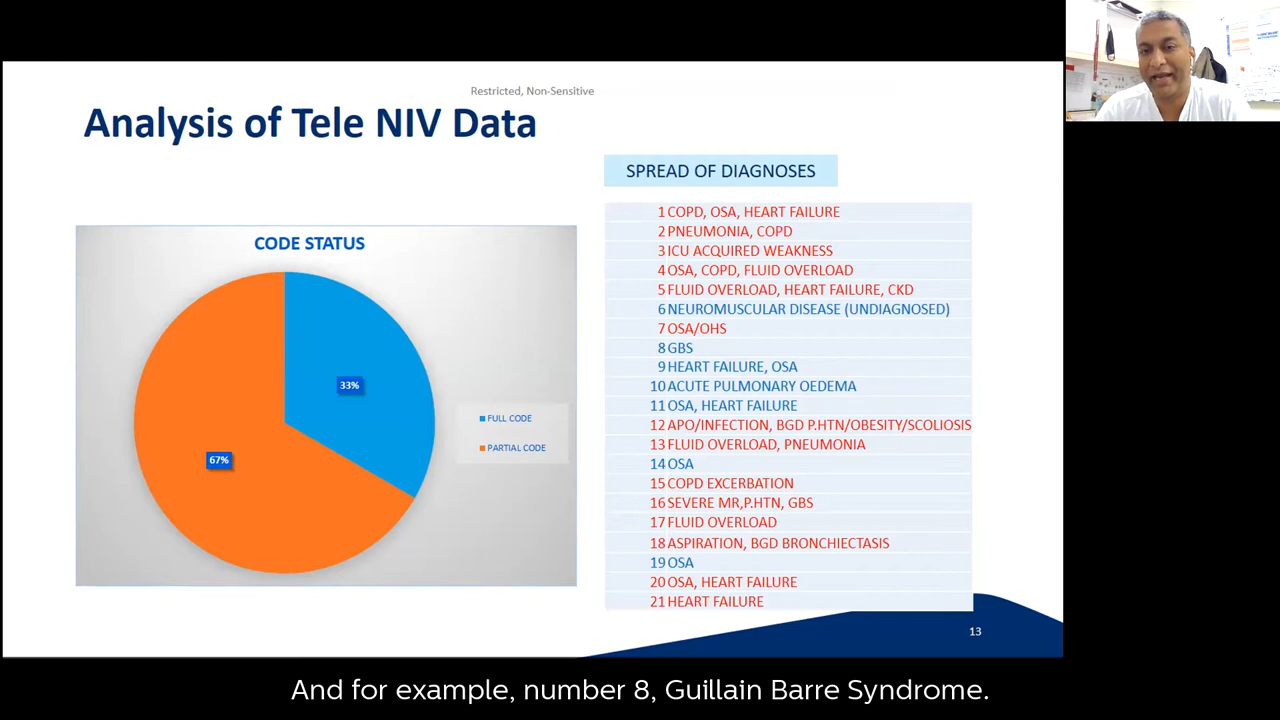 Restricted, Non-Sensitive
Analysis of Tele NIV Data
SPREAD OF DIAGNOSES
CODE STATUS
33%
67%
FULL CODE
PARTIAL CODE
1 COPD, OSA, HEART FAILURE
2 PNEUMONIA, COPD
3 ICU ACQUIRED WEAKNESS
4 OSA, COPD, FLUID OVERLOAD
5 FLUID OVERLOAD, HEART FAILURE, CKD
6 NEUROMUSCULAR DISEASE (UNDIAGNOSED)
7 OSA/OHS
8 GBS
9 HEART FAILURE, OSA
10 ACUTE PULMONARY OEDEMA
11 OSA, HEART FAILURE
12 APO/INFECTION, BGD P.HTN/OBESITY/SCOLIOSIS
13 FLUID OVERLOAD, PNEUMONIA
14 OSA
15 COPD EXCERBATION
16 SEVERE MR,P.HTN, GBS
17 FLUID OVERLOAD
18 ASPIRATION, BGD BRONCHIECTASIS
19 OSA
20 OSA, HEART FAILURE
21 HEART FAILURE
13
And for example, number 8, Guillain Barre Syndrome.